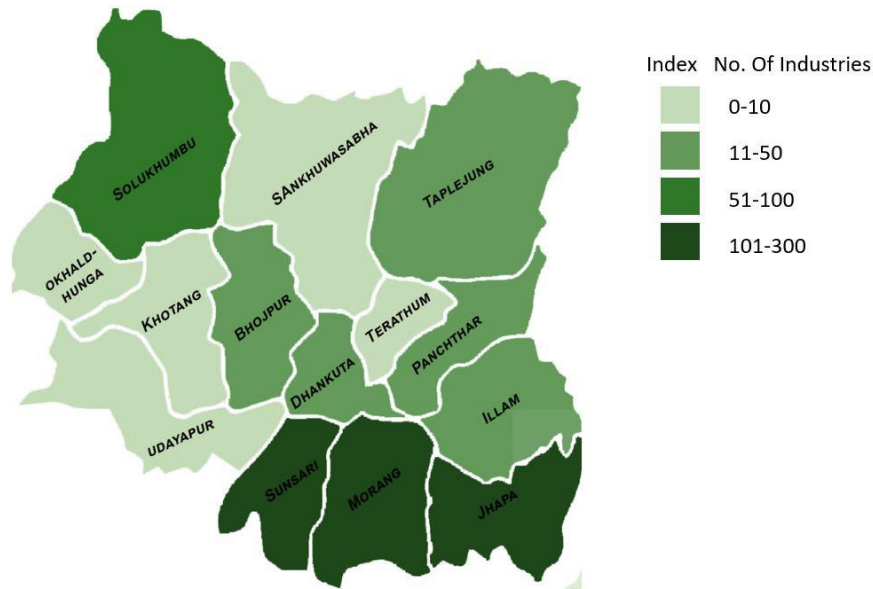 Index No. Of Industries
0-10
11-50
51-100
101-300
SOLUKHUMBU
SANKHUWASABHA
TAPLEJUNG
OKHALD-
HUNGA
KHOTANG
BHOJPUR
TERATHUM
PANCHTHAR
DHANKUTA
ILLAM
UDAYAPUR
SUNSARI
MORANG
JHAPA